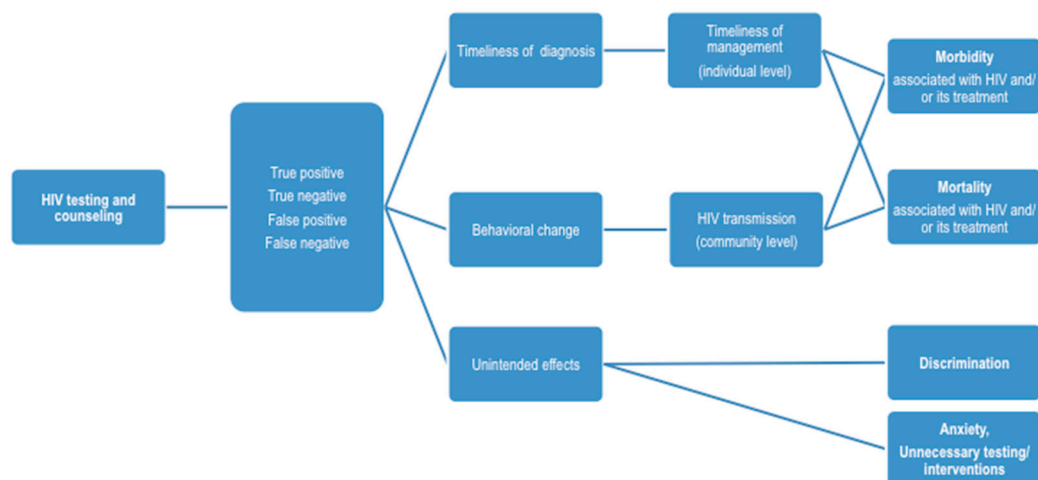 HIV testing and
counseling
True positive
True negative
False positive
False negative
Timeliness of diagnosis
Timeliness of
management
(individual level)
Behavioral change
HIV transmission
(community level)
Unintended effects
Morbidity
associated with HIV and/
or its treatment
Mortality
associated with HIV and/
or its treatment
Discrimination
Anxiety,
Unnecessary testing/
interventions